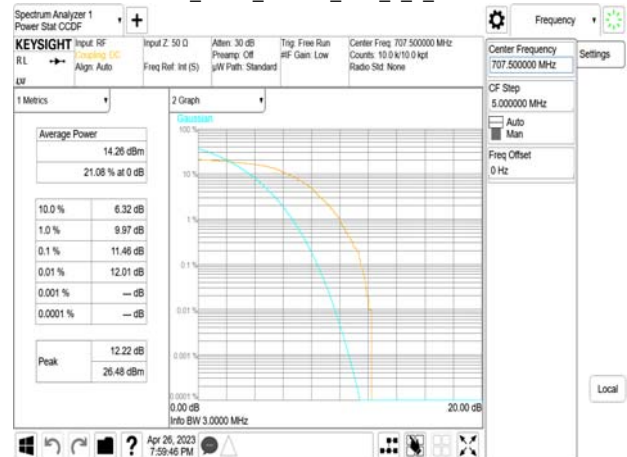 Spectrum Analyzer 1
Power Stat CCDF
Frequency
KEYSIGHT
RL
Input: RF
Coupling: DC
Align: Auto
Input Z: 50 Ω
Freq Ref: Int (S)
Atten: 30 dB
Preamp: Off
µW Path: Standard
Trig: Free Run
#IF Gain: Low
Center Freq: 707.500000 MHz
Counts: 10.0 k/10.0 kpt
Radio Std: None
Center Frequency
707.500000 MHz
Settings
CF Step
5.000000 MHz
Auto
Man
Freq Offset
0 Hz
1 Metrics
Average Power
14.26 dBm
21.08 % at 0 dB
10.0 % 6.32 dB
1.0 % 9.97 dB
0.1 % 11.46 dB
0.01 % 12.01 dB
0.001 % --- dB
0.0001 % --- dB
Peak 12.22 dB
26.48 dBm
2 Graph
Gaussian
100 %
10 %
1 %
0.1 %
0.01 %
0.001 %
0.0001 %
0.00 dB
20.00 dB
Info BW 3.0000 MHz
Local
Apr 26, 2023
7:59:46 PM